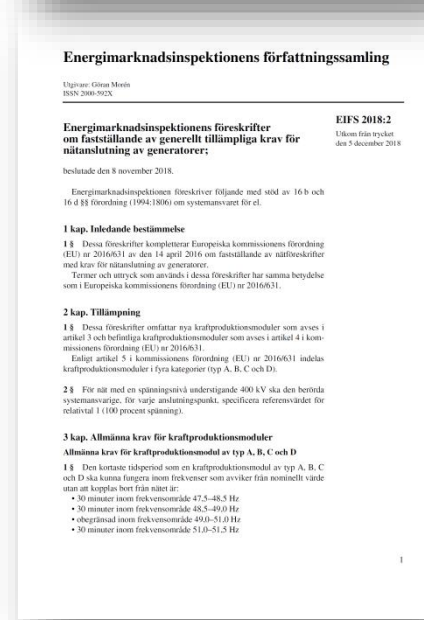 Energimarknadsinspektionens författningssamling
Utgivare: Göran Morén
ISSN 2000-592X
EIFS 2018:2
Utkom från trycket
den 5 december 2018
Energimarknadsinspektionens föreskrifter
om fastställande av generellt tillämpliga krav för
nätanslutning av generatorer;
beslutade den 8 november 2018.
Energimarknadsinspektionen föreskriver följande med stöd av 16 b och
16 d §§ förordning (1994:1806) om systemansvaret för el.
1 kap. Inledande bestämmelse
1 § Dessa föreskrifter kompletterar Europeiska kommissionens förordning
(EU) nr 2016/631 av den 14 april 2016 om fastställande av nätföreskrifter
med krav för nätanslutning av generatorer.
Termer och uttryck som används i dessa föreskrifter har samma betydelse
som i Europeiska kommissionens förordning (EU) nr 2016/631.
2 kap. Tillämpning
1 § Dessa föreskrifter omfattar nya kraftproduktionsmoduler som avses i
artikel 3 och befintliga kraftproduktionsmoduler som avses i artikel 4 i kom-
missionens förordning (EU) nr 2016/631.
Enligt artikel 5 i kommissionens förordning (EU) nr 2016/631 indelas
kraftproduktionsmoduler i fyra kategorier (typ A, B, C och D).
2 § För nät med en spänningsnivå understigande 400 kV ska den berörda
systemansvarige, för varje anslutningspunkt, specificera referensvärdet för
relativtal 1 (100 procent spänning).
3 kap. Allmänna krav för kraftproduktionsmoduler
Allmänna krav för kraftproduktionsmodul av typ A, B, C och D
1 § Den kortaste tidsperiod som en kraftproduktionsmodul av typ A, B, C
och D ska kunna fungera inom frekvenser som avviker från nominellt värde
utan att kopplas bort från nätet är:
• 30 minuter inom frekvensområde 47,5–48,5 Hz
• 30 minuter inom frekvensområde 48,5–49,0 Hz
• obegränsad inom frekvensområde 49,0–51,0 Hz
• 30 minuter inom frekvensområde 51,0–51,5 Hz
1